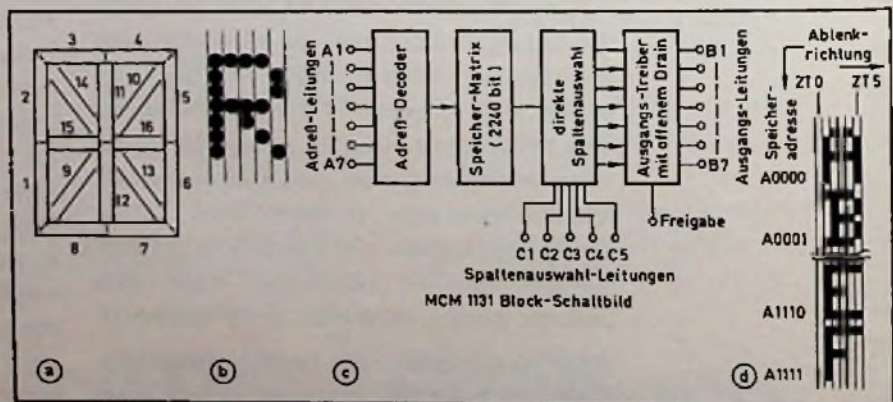 3 4
2 14 10 11 5
15 16
1 9 13 12 6
8 7
a
b
c
Adreß-Leitungen
A1
A7
Adreß-Decoder
Speicher-Matrix
(2240 bit)
direkte
Spaltenauswahl
Ausgangs-Treiber
mit offenem Drain
B1
B7
Ausgangs-Leitungen
Freigabe
C1 C2 C3 C4 C5
Spaltenauswahl-Leitungen
MCM 1131 Block-Schaltbild
Ablenk-
richtung
ZT0 ZT5
Speicher-
adresse
A0000
A0001
A1110
A1111
d